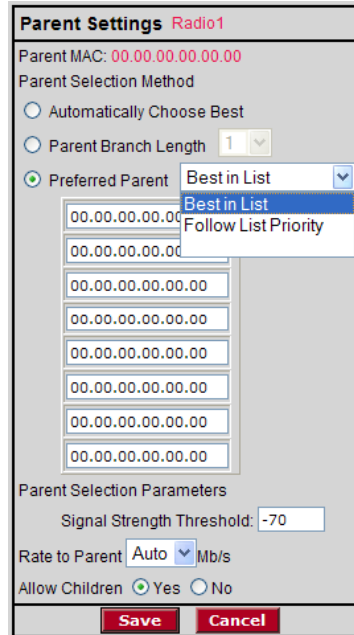 Parent Settings Radio1
Parent MAC: 00.00.00.00.00.00
Parent Selection Method
Automatically Choose Best
Parent Branch Length 1
Preferred Parent Best in List
Best in List
Follow List Priority
00.00.00.00.00
00.00.00.00.00
00.00.00.00.00.00
00.00.00.00.00.00
00.00.00.00.00.00
00.00.00.00.00.00
00.00.00.00.00.00
00.00.00.00.00.00
Parent Selection Parameters
Signal Strength Threshold: -70
Rate to Parent Auto Mb/s
Allow Children Yes No
Save Cancel